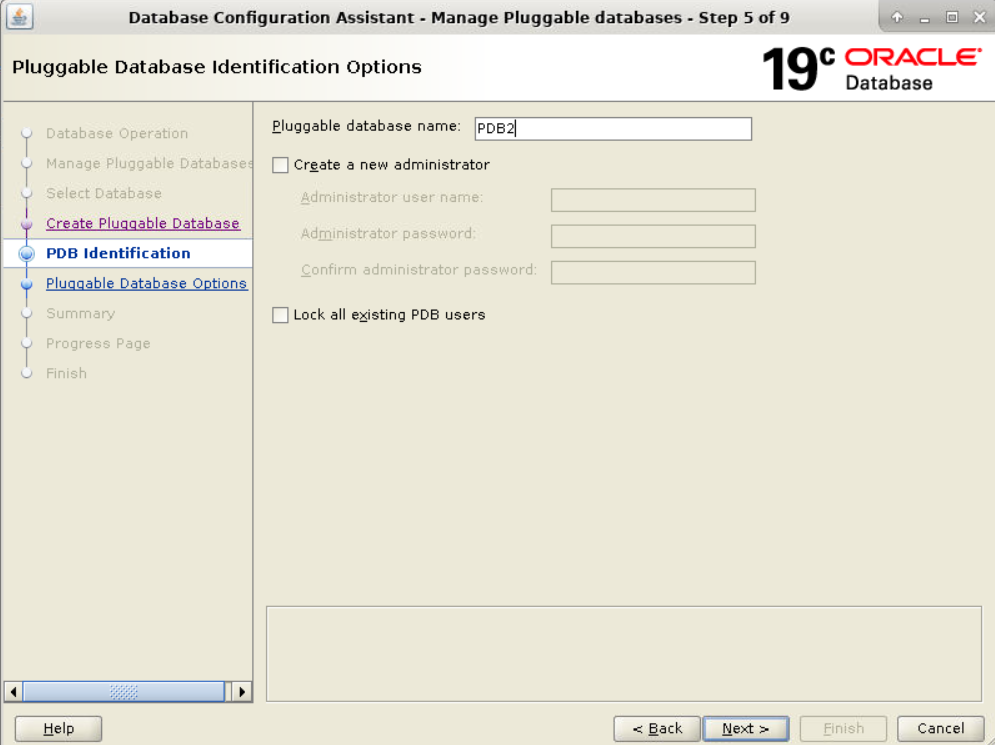 Database Configuration Assistant - Manage Pluggable databases - Step 5 of 9
Pluggable Database Identification Options
19c ORACLE
Database
Database Operation
Manage Pluggable Databases
Select Database
Create Pluggable Database
PDB Identification
Pluggable Database Options
Summary
Progress Page
Finish
Pluggable database name: PDB2
Create a new administrator
Administrator user name:
Administrator password:
Confirm administrator password:
Lock all existing PDB users
Help
< Back
Next >
Finish
Cancel